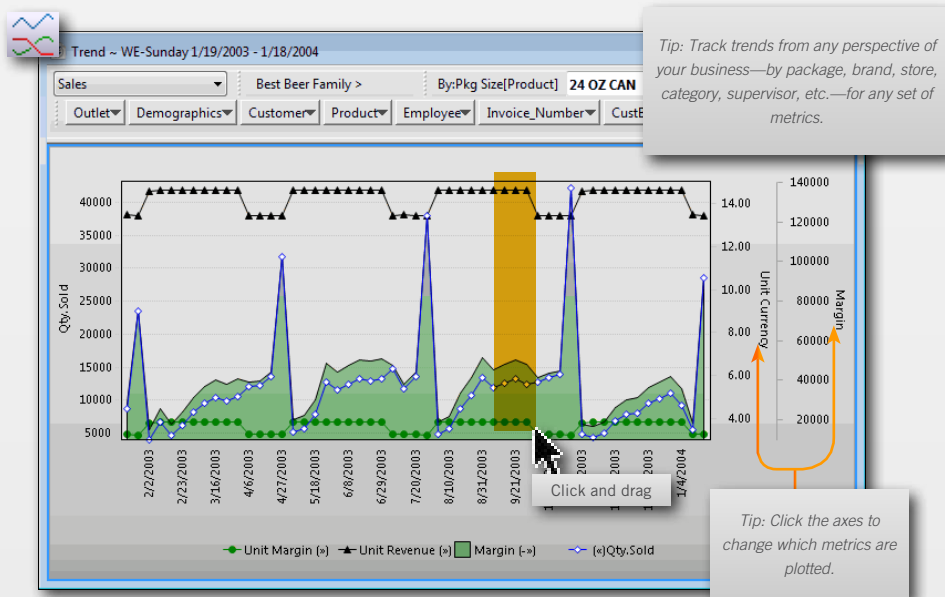 Trend ~ WE-Sunday 1/19/2003 - 1/18/2004
Sales
Best Beer Family >
By:Pkg Size[Product] 24 OZ CAN
Outlet
Demographics
Customer
Product
Employee
Invoice_Number
Tip: Track trends from any perspective of
your business—by package, brand, store,
category, supervisor, etc.—for any set of
metrics.
Qty.Sold
40000
35000
30000
25000
20000
15000
10000
5000
14.00
12.00
10.00
8.00
6.00
4.00
Unit Currency
140000
120000
100000
80000
60000
40000
20000
Margin
2/2/2003
2/23/2003
3/16/2003
4/6/2003
4/27/2003
5/18/2003
6/8/2003
6/29/2003
7/20/2003
8/10/2003
8/31/2003
9/21/2003
1/4/2004
Click and drag
Unit Margin (») Unit Revenue (») Margin (-») («)Qty.Sold
Tip: Click the axes to
change which metrics are
plotted.